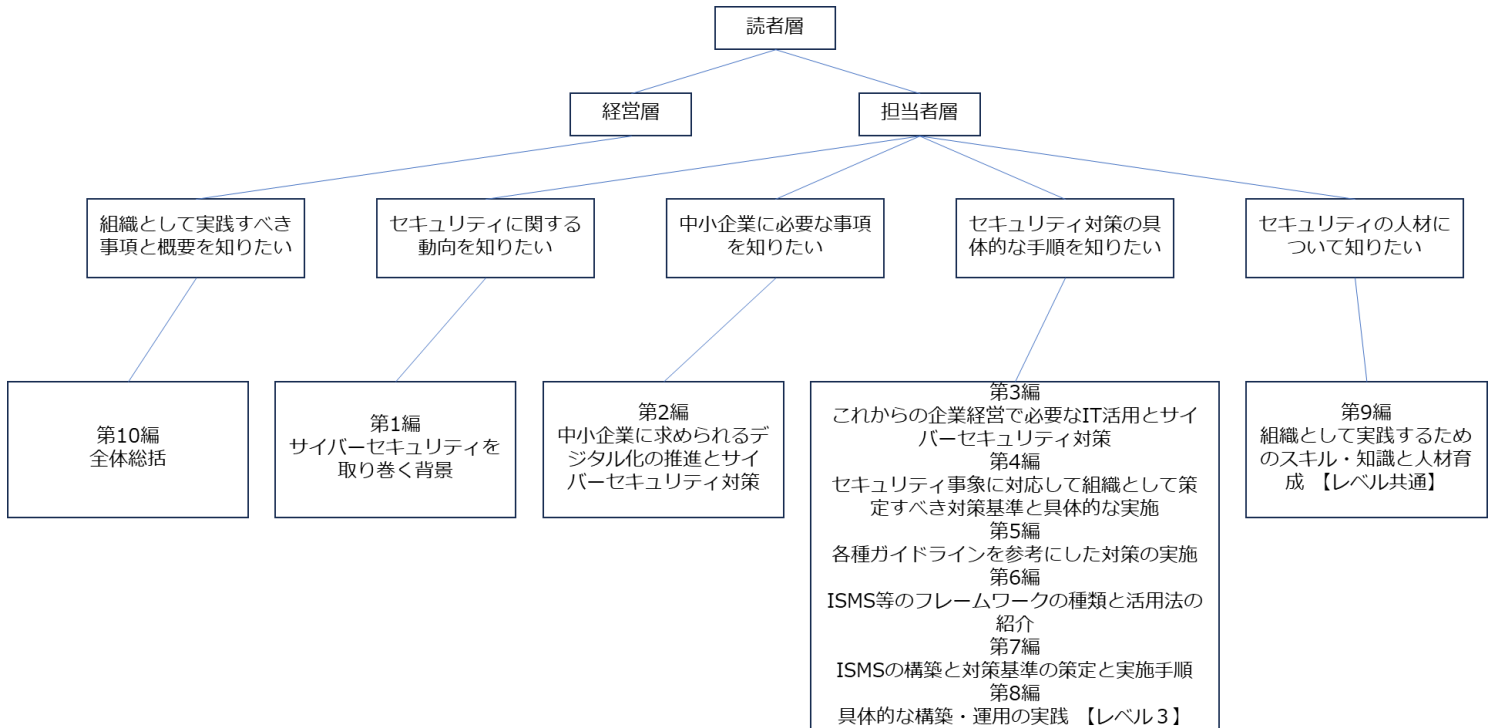 読者層
経営層
担当者層
組織として実践すべき
事項と概要を知りたい
セキュリティに関する
動向を知りたい
中小企業に必要な事項
を知りたい
セキュリティ対策の具
体的な手順を知りたい
セキュリティの人材に
ついて知りたい
第10編
全体総括
第1編
サイバーセキュリティを
取り巻く背景
第2編
中小企業に求められるデ
ジタル化の推進とサイ
バーセキュリティ対策
第3編
これからの企業経営で必要なIT活用とサイ
バーセキュリティ対策
第4編
セキュリティ事象に対応して組織として策
定すべき対策基準と具体的な実施
第5編
各種ガイドラインを参考にした対策の実施
第6編
ISMS等のフレームワークの種類と活用法の
紹介
第7編
ISMSの構築と対策基準の策定と実施手順
第8編
具体的な構築・運用の実践 【レベル３】
第9編
組織として実践するため
のスキル・知識と人材育
成 【レベル共通】